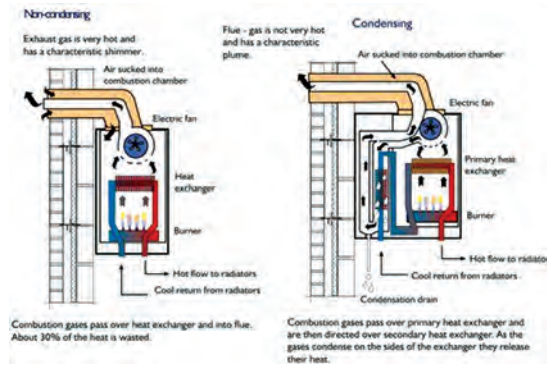 Non-condensing
Exhaust gas is very hot and
has a characteristic shimmer.
Air sucked into
combustion chamber
Electric fan
Heat
exchanger
Burner
Hot flow to radiators
Cool return from radiators
Combustion gases pass over heat exchanger and into flue.
About 30% of the heat is wasted.
Condensing
Flue - gas is not very hot
and has a characteristic
plume.
Air sucked into combustion chamber
Electric fan
Primary heat
exchanger
Burner
Hot flow to radiator
Cool return from radiators
Condensation drain
Combustion gases pass over primary heat exchanger and
are then directed over secondary heat exchanger. As the
gases condense on the sides of the exchanger they release
their heat.